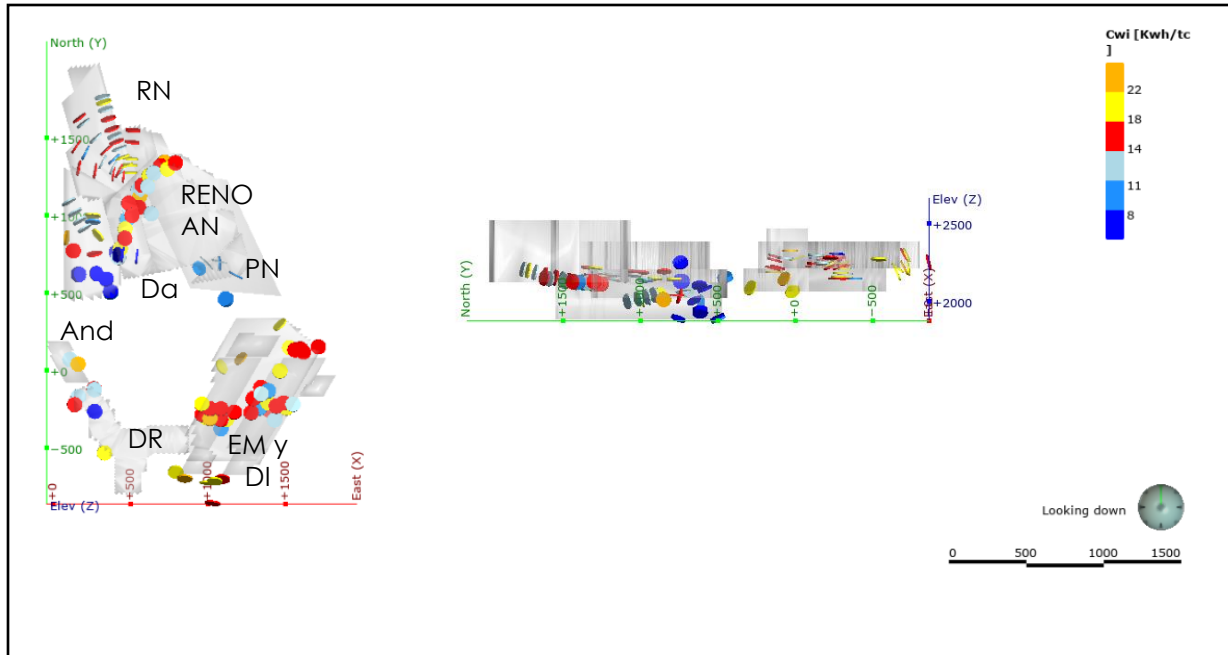 Cwi [Kwh/tc
]
22
18
14
11
8
North (Y)
RN
+1500
RENO
AN
+1000
PN
Da
+500
And
+0
DR
EM y
DI
−500
+0
+500
+1000
+1500
East (X)
Elev (Z)
Elev (Z)
+2500
+2000
East (X)
North (Y)
+1500
+1000
+500
+0
−500
Looking down
0 500 1000 1500